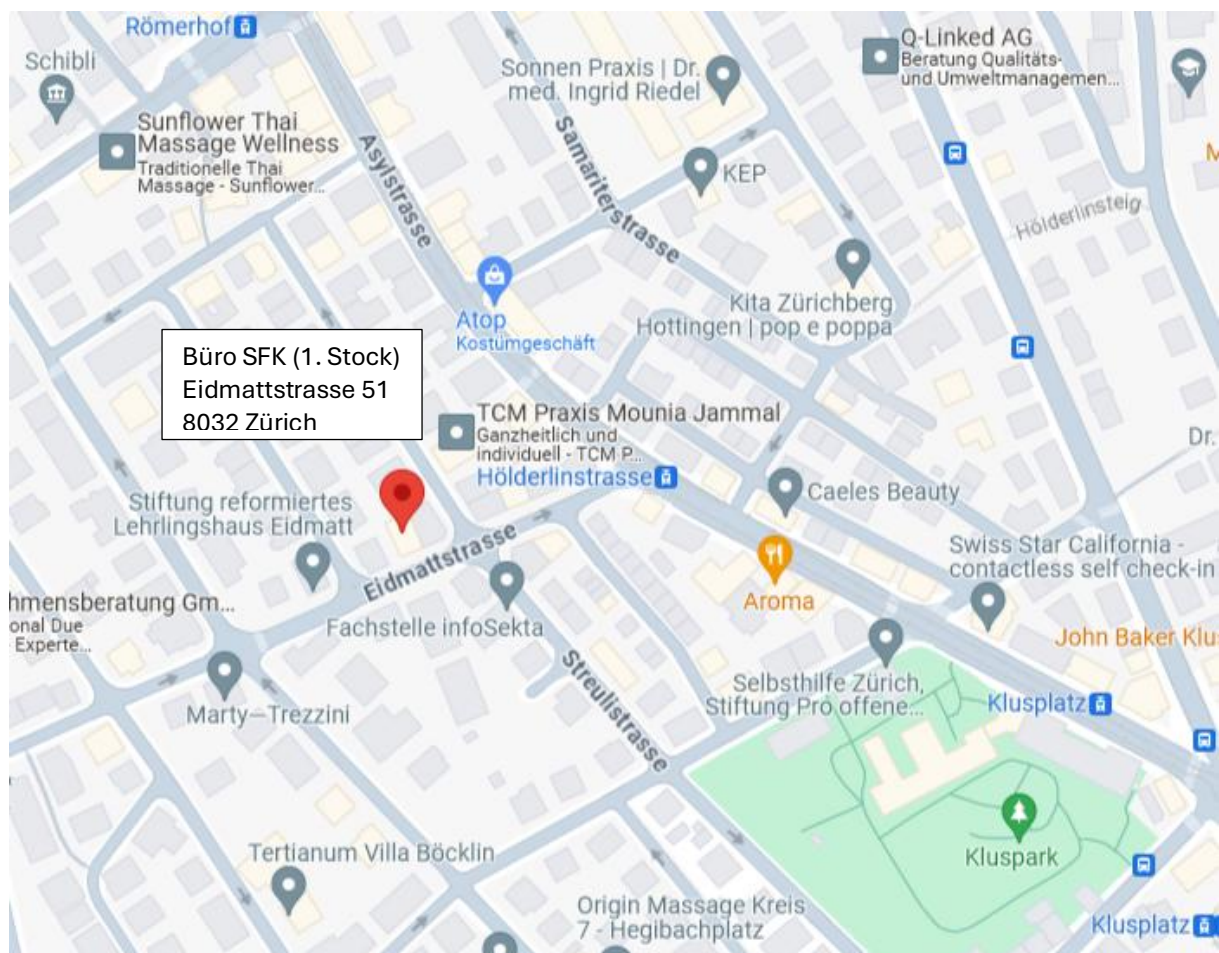 Römerhof
Schibli
Sunflower Thai
Massage Wellness
Traditionelle Thai
Massage - Sunflower...
Asylstrasse
Sonnen Praxis | Dr.
med. Ingrid Riedel
Samariterstrasse
KEP
Q-Linked AG
Beratung Qualitäts-
und Umweltmanagemen...
M
Hölderlinsteig
Atop
Kostümgeschäft
Kita Zürichberg
Hottingen | pop e poppa
Büro SFK (1. Stock)
Eidmattstrasse 51
8032 Zürich
TCM Praxis Mounia Jammal
Ganzheitlich und
individuell - TCM P...
Hölderlinstrasse
Dr.
Caeles Beauty
Stiftung reformiertes
Lehrlingshaus Eidmatt
Eidmattstrasse
Swiss Star California -
contactless self check-in
Aroma
hmensberatung Gm...
onal Due
Experte...
Fachstelle infoSekta
John Baker Klu
Streulistrasse
Selbsthilfe Zürich,
Stiftung Pro offene...
Klusplatz
Marty–Trezzini
Kluspark
Tertianum Villa Böcklin
Origin Massage Kreis
7 - Hegibachplatz
Klusplatz